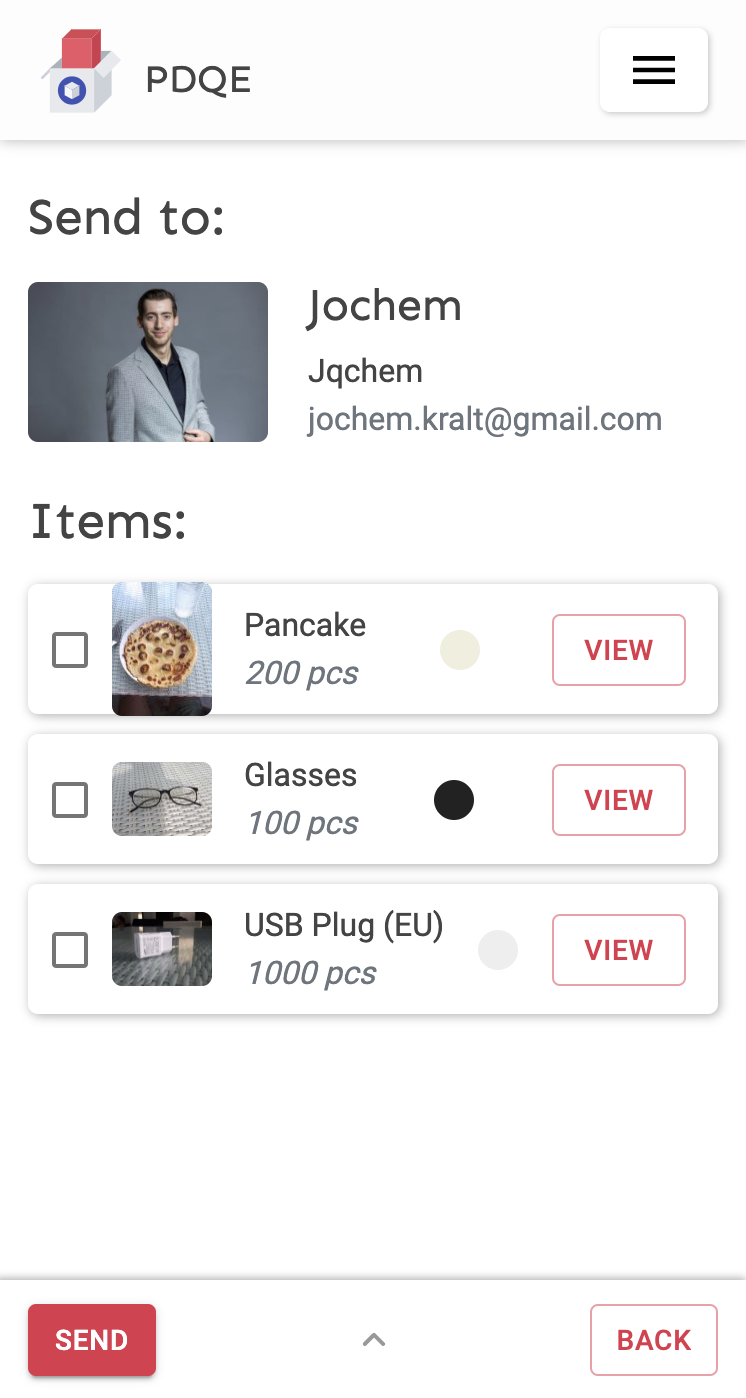 PDQE
Send to:
Jochem
Jqchem
jochem.kralt@gmail.com
Items:
Pancake
200 pcs
VIEW
Glasses
100 pcs
VIEW
USB Plug (EU)
1000 pcs
VIEW
SEND
BACK